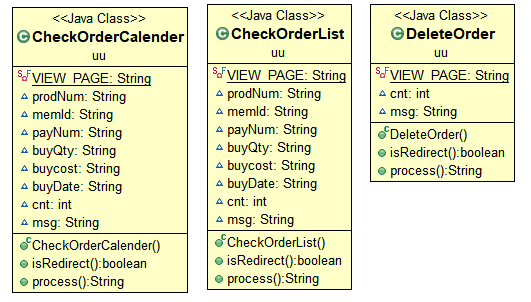 <<Java Class>>
CheckOrderCalender
uu
VIEW_PAGE: String
prodNum: String
memId: String
payNum: String
buyQty: String
buycost: String
buyDate: String
cnt: int
msg: String
CheckOrderCalender()
isRedirect():boolean
process():String
<<Java Class>>
CheckOrderList
uu
VIEW_PAGE: String
prodNum: String
memId: String
payNum: String
buyQty: String
buycost: String
buyDate: String
cnt: int
msg: String
CheckOrderList()
isRedirect():boolean
process():String
<<Java Class>>
DeleteOrder
uu
VIEW_PAGE: String
cnt: int
msg: String
DeleteOrder()
isRedirect():boolean
process():String